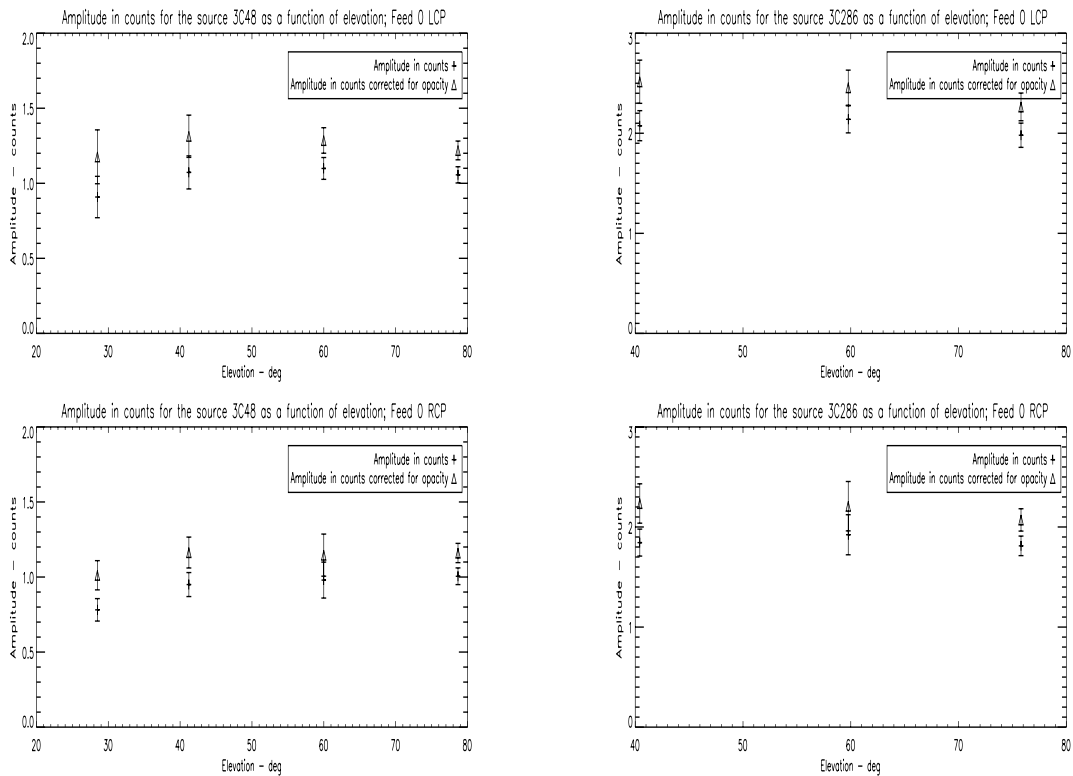 Amplitude in counts for the source 3C48 as a function of elevation; Feed 0 LCP
Amplitude – counts
2.0
1.5
1.0
0.5
0.0
Amplitude in counts
Amplitude in counts corrected for opacity
20 30 40 50 60 70 80
Elevation – deg
Amplitude in counts for the source 3C286 as a function of elevation; Feed 0 LCP
Amplitude – counts
3
2
1
0
Amplitude in counts
Amplitude in counts corrected for opacity
40 50 60 70 80
Elevation – deg
Amplitude in counts for the source 3C48 as a function of elevation; Feed 0 RCP
Amplitude – counts
2.0
1.5
1.0
0.5
0.0
Amplitude in counts
Amplitude in counts corrected for opacity
20 30 40 50 60 70 80
Elevation – deg
Amplitude in counts for the source 3C286 as a function of elevation; Feed 0 RCP
Amplitude – counts
3
2
1
0
Amplitude in counts
Amplitude in counts corrected for opacity
40 50 60 70 80
Elevation – deg